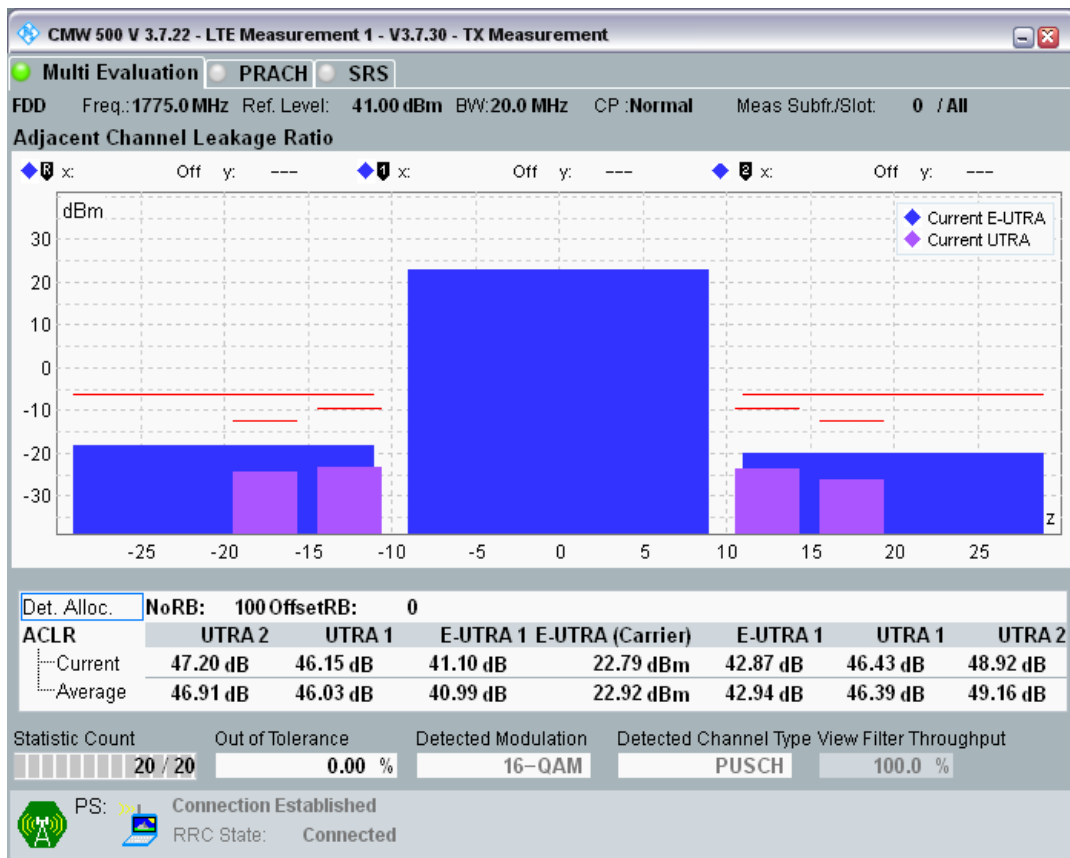 CMW 500 V 3.7.22 - LTE Measurement 1 - V3.7.30 - TX Measurement
Multi Evaluation PRACH SRS
FDD Freq.: 1775.0 MHz Ref. Level: 41.00 dBm BW: 20.0 MHz CP : Normal Meas Subfr./Slot: 0 / All
Adjacent Channel Leakage Ratio
R x: Off y: --- 1 x: Off y: --- 2 x: Off y: ---
dBm
Current E-UTRA
Current UTRA
30
20
10
0
-10
-20
-30
z
-25 -20 -15 -10 -5 0 5 10 15 20 25
Det. Alloc. NoRB: 100 OffsetRB: 0
ACLR UTRA 2 UTRA 1 E-UTRA 1 E-UTRA (Carrier) E-UTRA 1 UTRA 1 UTRA 2
Current 47.20 dB 46.15 dB 41.10 dB 22.79 dBm 42.87 dB 46.43 dB 48.92 dB
Average 46.91 dB 46.03 dB 40.99 dB 22.92 dBm 42.94 dB 46.39 dB 49.16 dB
Statistic Count Out of Tolerance Detected Modulation Detected Channel Type View Filter Throughput
20 / 20 0.00 % 16-QAM PUSCH 100.0 %
PS: Connection Established
RRC State: Connected